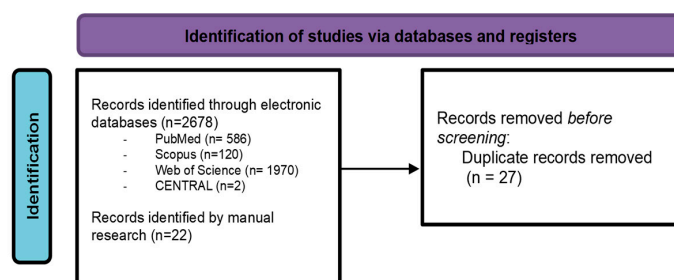 Identification of studies via databases and registers
Identification
Records identified through electronic
databases (n=2678)
- PubMed (n= 586)
- Scopus (n=120)
- Web of Science (n= 1970)
- CENTRAL (n=2)
Records identified by manual
research (n=22)
Records removed before
screening:
Duplicate records removed
(n = 27)